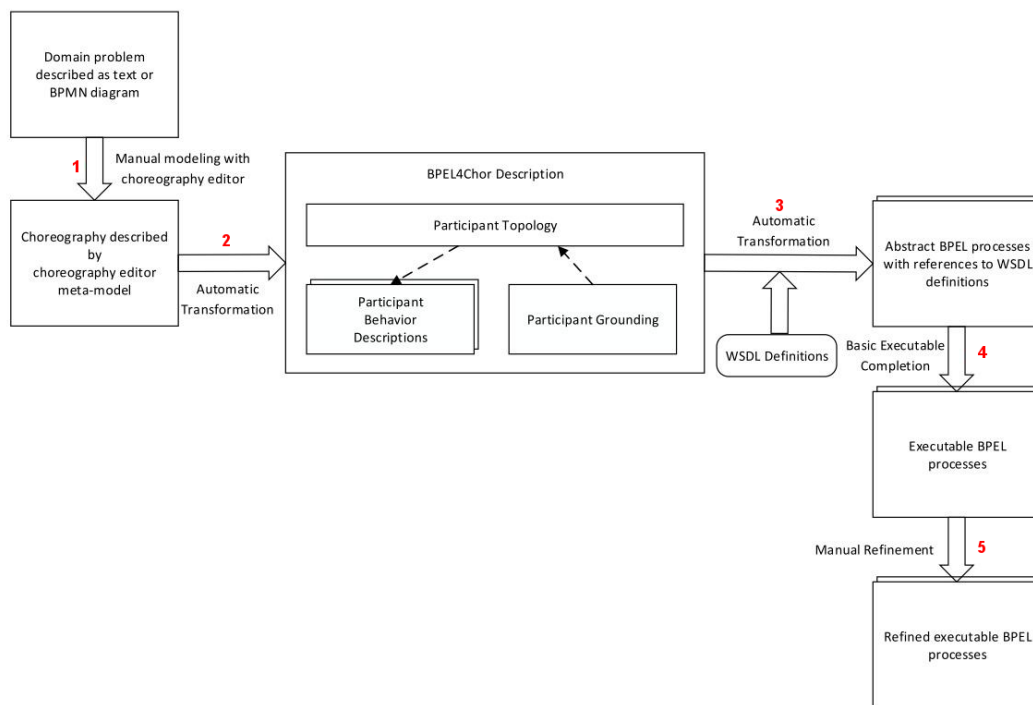 Domain problem
described as text or
BPMN diagram
1
Manual modeling with
choreography editor
Choreography described
by
choreography editor
meta-model
2
Automatic
Transformation
BPEL4Chor Description
Participant Topology
Participant
Behavior
Descriptions
Participant Grounding
3
Automatic
Transformation
WSDL Definitions
Abstract BPEL processes
with references to WSDL
definitions
Basic Executable
Completion
4
Executable BPEL
processes
Manual Refinement
5
Refined executable BPEL
processes